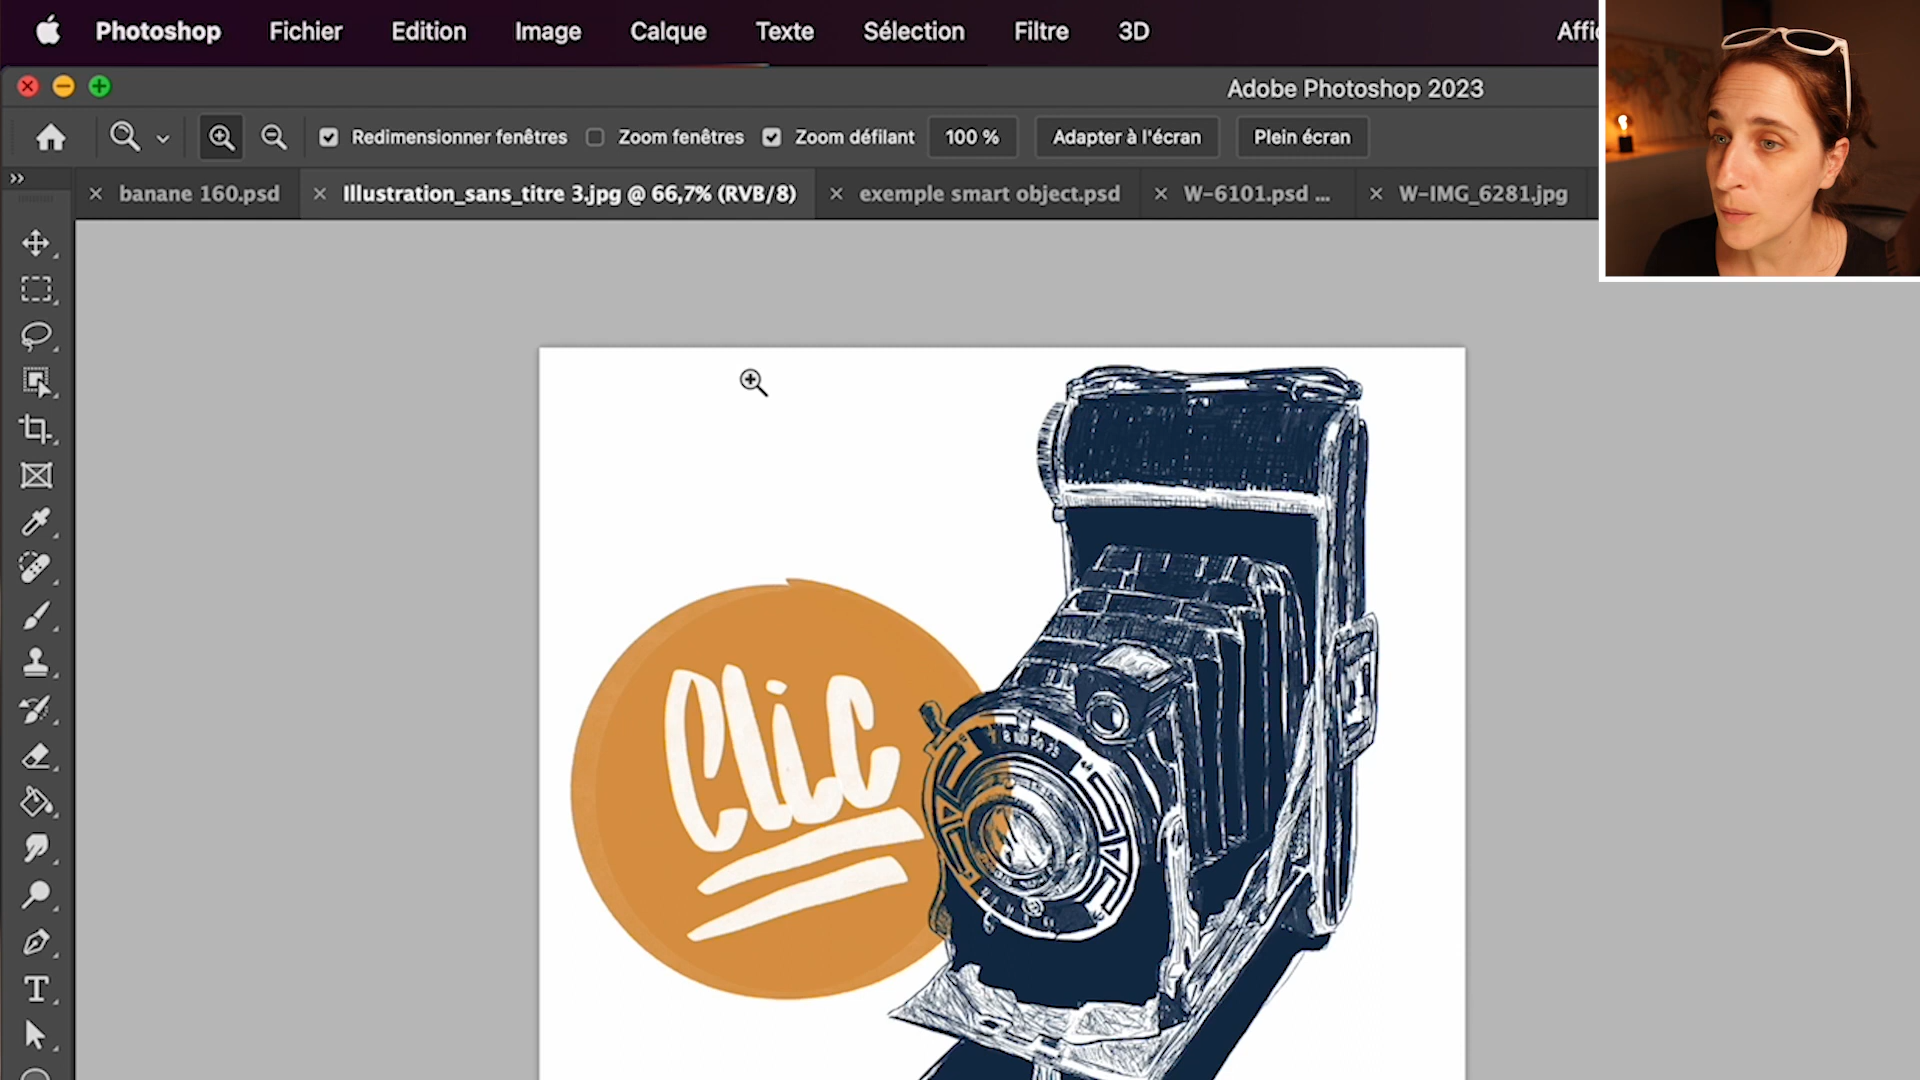 Photoshop Fichier Edition Image Calque Texte Sélection Filtre 3D
Adobe Photoshop 2023
Redimensionner fenêtres Zoom fenêtres Zoom défilant 100 % Adapter à l'écran Plein écran
banane 160.psd Illustration_sans_titre 3.jpg @ 66,7% (RVB/8) exemple smart object.psd W-6101.psd ... W-IMG_6281.jpg
Clic